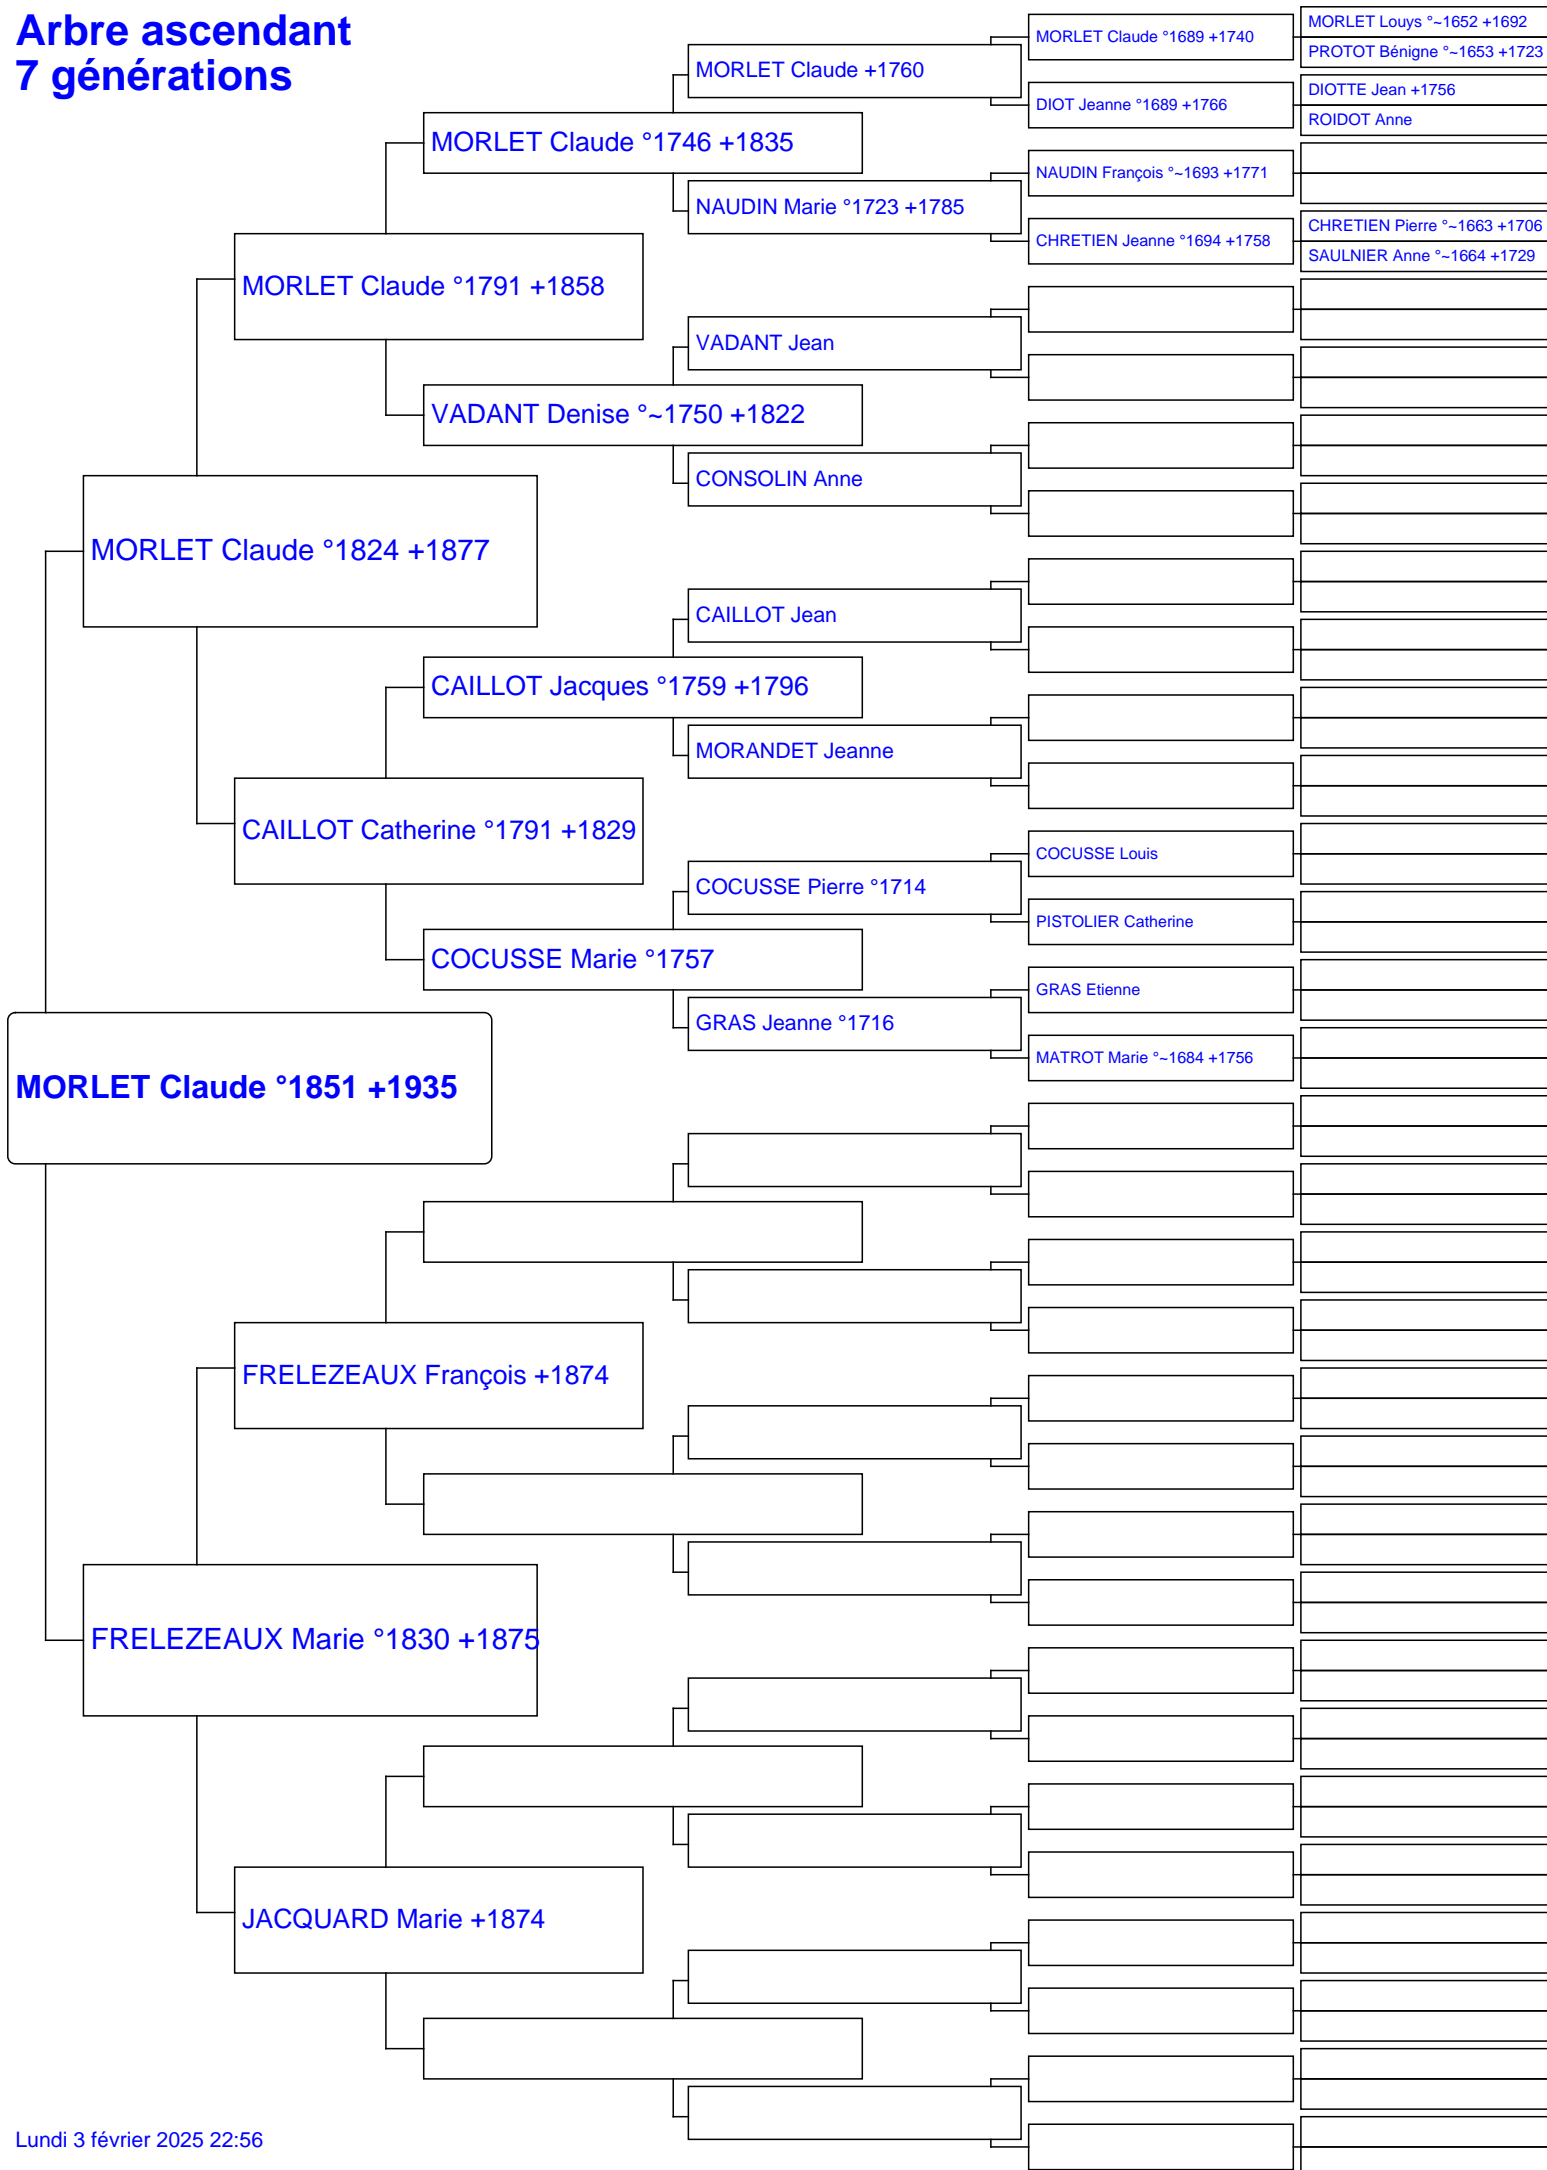 Arbre ascendant
7 générations
MORLET Claude °1851 +1935
MORLET Claude °1824 +1877
FRELEZEAUX Marie °1830 +1875
MORLET Claude °1791 +1858
CAILLOT Catherine °1791 +1829
FRELEZEAUX François +1874
JACQUARD Marie +1874
MORLET Claude °1746 +1835
VADANT Denise °~1750 +1822
CAILLOT Jacques °1759 +1796
COCUSSE Marie °1757
MORLET Claude +1760
NAUDIN Marie °1723 +1785
VADANT Jean
CONSOLIN Anne
CAILLOT Jean
MORANDET Jeanne
COCUSSE Pierre °1714
GRAS Jeanne °1716
MORLET Claude °1689 +1740
DIOT Jeanne °1689 +1766
NAUDIN François °~1693 +1771
CHRETIEN Jeanne °1694 +1758
COCUSSE Louis
PISTOLIER Catherine
GRAS Etienne
MATROT Marie °~1684 +1756
MORLET Louys °~1652 +1692
PROTOT Bénigne °~1653 +1723
DIOTTE Jean +1756
ROIDOT Anne
CHRETIEN Pierre °~1663 +1706
SAULNIER Anne °~1664 +1729
Lundi 3 février 2025 22:56